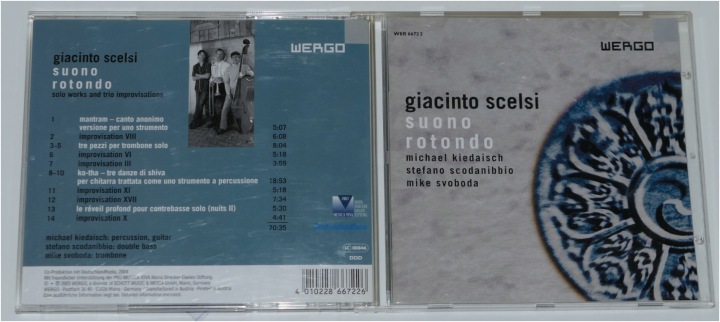 WERGO
giacinto scelsi
suono
rotondo
solo works and trio improvisations
1 mantram – canto anonimo
versione per uno strumento 5:07
2 improvisation VIII 6:08
3-5 tre pezzi per trombone solo 8:04
6 improvisation VI 5:18
7 improvisation III 3:55
8-10 ko-tha – tre danze di shiva
per chitarra trattata come uno strumento a percussione 18:93
11 improvisation XI 5:18
12 improvisation XVII 7:34
13 le réveil profond pour contrebasse solo (nuits II) 5:30
14 improvisation X 4:41
70:35
michael kiedaisch: percussion, guitar
stefano scodanibbio: double bass
mike svoboda: trombone
DDD
4 010228 667226
WER 6672 2
WERGO
giacinto scelsi
suono
rotondo
michael kiedaisch
stefano scodanibbio
mike svoboda